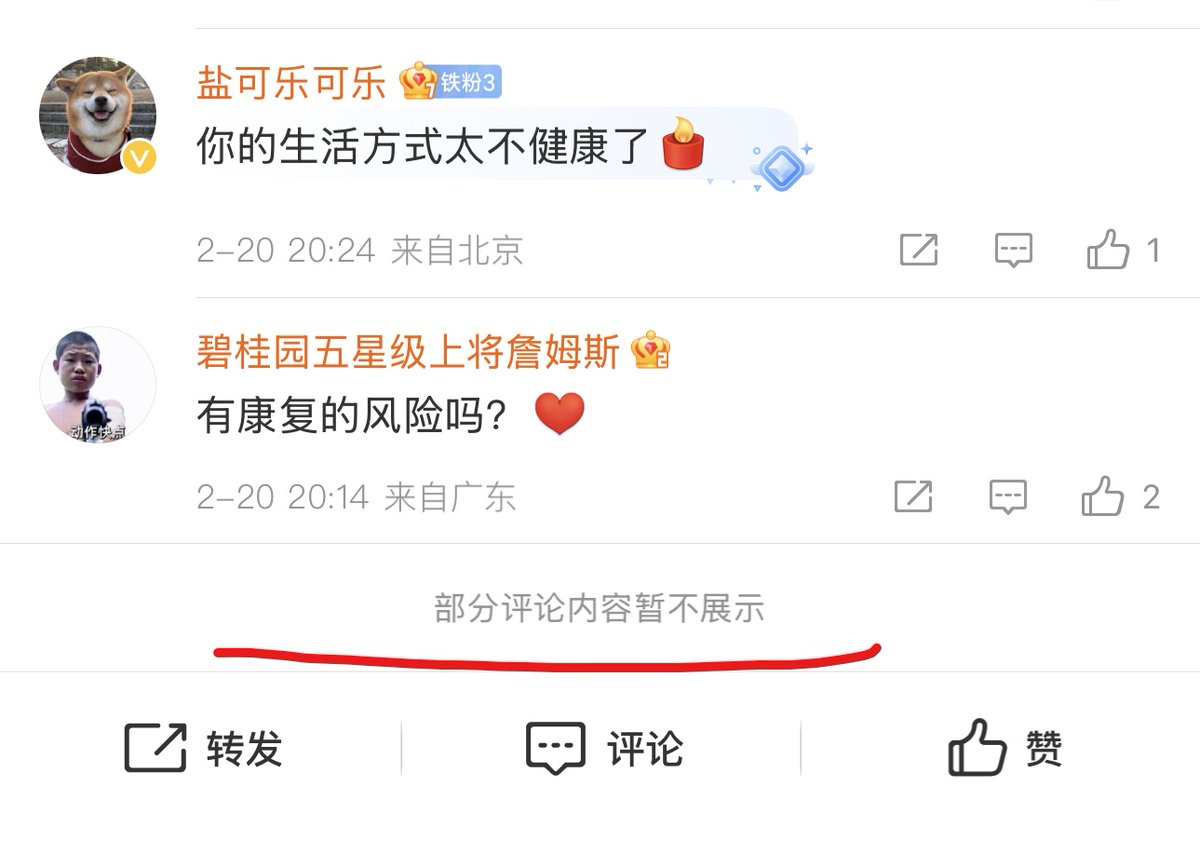 盐可乐可乐 7 铁粉3
你的生活方式太不健康了
2-20 20:24 来自北京 1
碧桂园五星级上将詹姆斯 2
有康复的风险吗？
动作快点
2-20 20:14 来自广东 2
部分评论内容暂不展示
转发 评论 赞